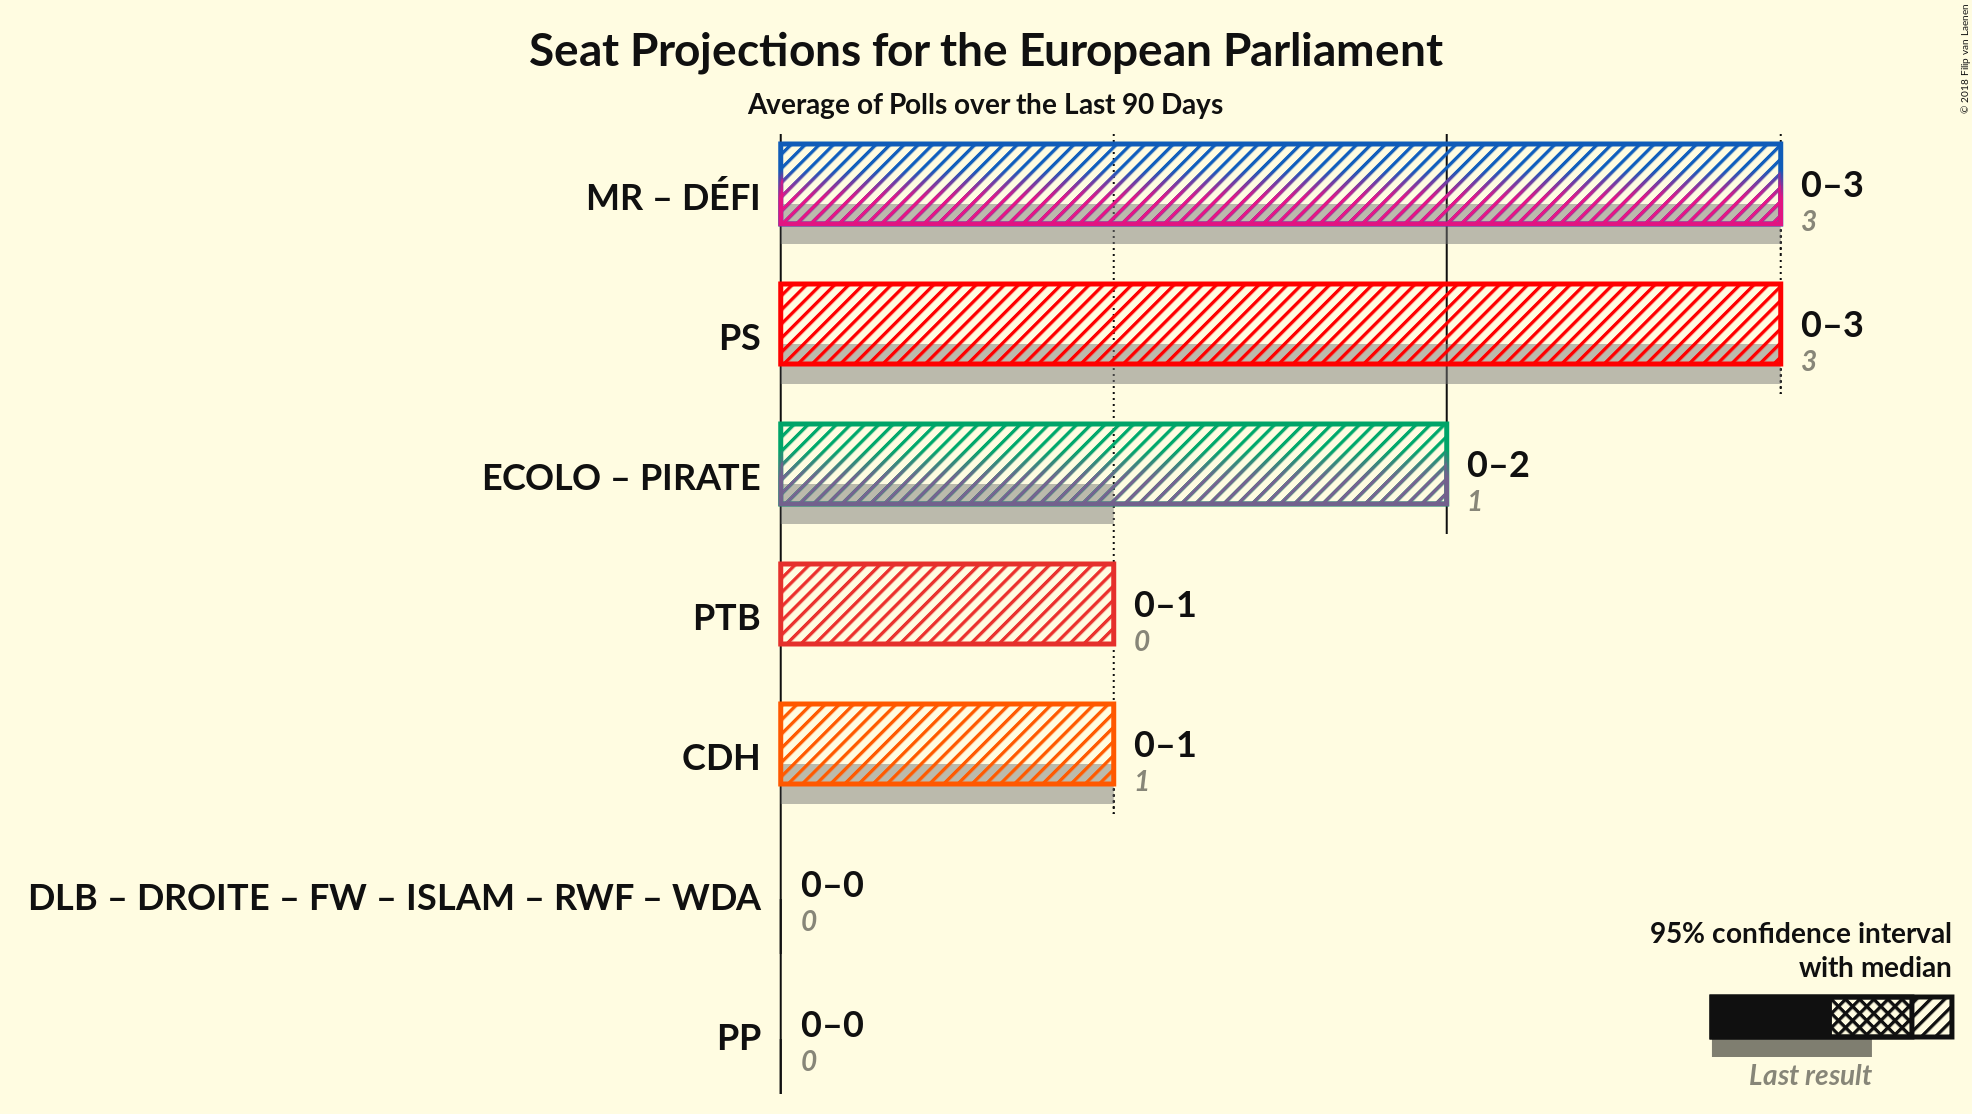 Seat Projections for the European Parliament
Average of Polls over the Last 90 Days
© 2018 Filip van Laenen
MR – DÉFI
0–3
3
PS
0–3
3
ECOLO – PIRATE
0–2
1
PTB
0–1
0
CDH
0–1
1
DLB – DROITE – FW – ISLAM – RWF – WDA
0–0
0
PP
0–0
0
95% confidence interval
with median
Last result